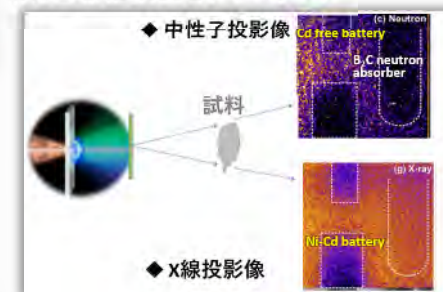 ◆ 中性子投影像
(c) Neutron
Cd free battery
B₄C neutron
absorber
試料
(g) X-ray
Ni-Cd battery
◆ X線投影像